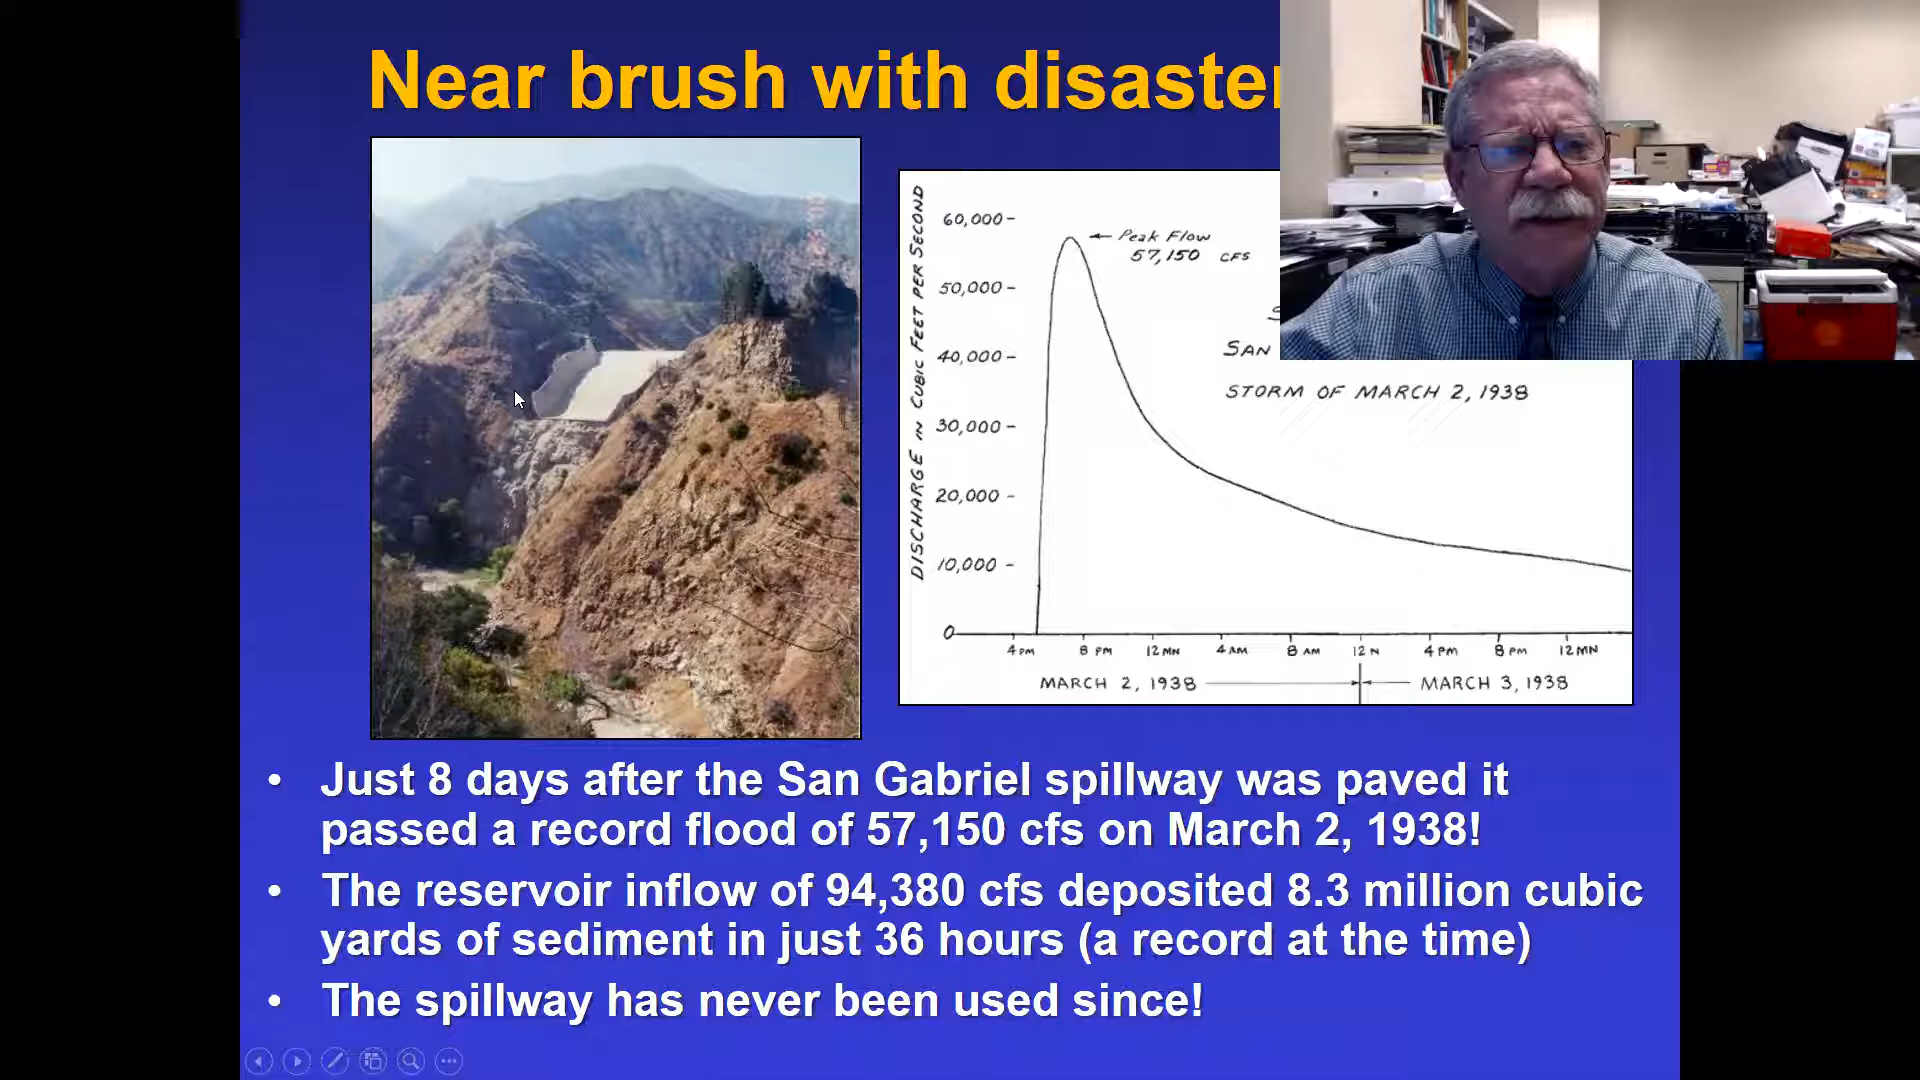 Near brush with disaste
60,000
Peak Flow
57,150 CFS
50,000
40,000
SAN
STORM OF MARCH 2, 1938
30,000
20,000
10,000
0
DISCHARGE IN CUBIC FEET PER SECOND
4 PM 8 PM 12 MN 4 AM 8 AM 12 N 4 PM 8 PM 12 MN
MARCH 2, 1938 MARCH 3, 1938
• Just 8 days after the San Gabriel spillway was paved it
passed a record flood of 57,150 cfs on March 2, 1938!
• The reservoir inflow of 94,380 cfs deposited 8.3 million cubic
yards of sediment in just 36 hours (a record at the time)
• The spillway has never been used since!